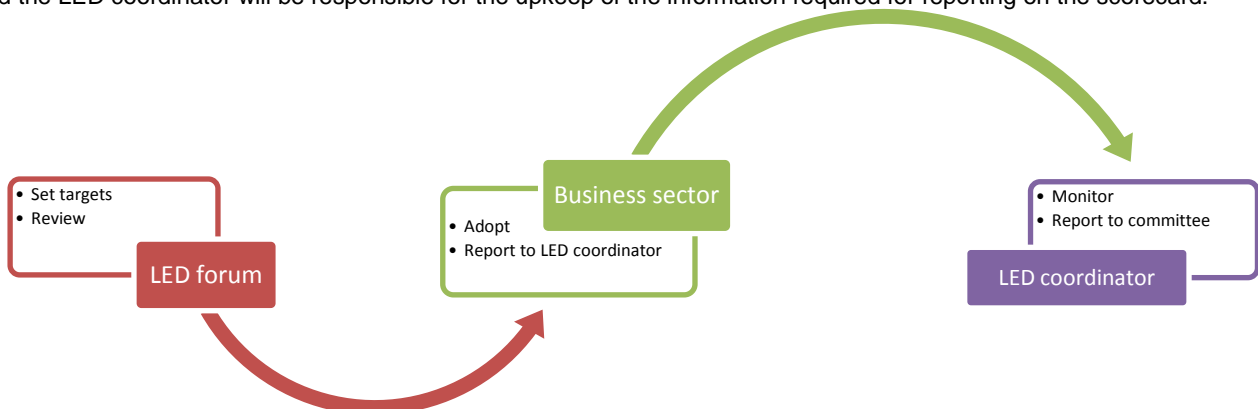 the LED coordinator will be responsible for the upkeep of the information required for reporting on the scorecard.
• Set targets
• Review
LED forum
Business sector
• Adopt
• Report to LED coordinator
• Monitor
• Report to committee
LED coordinator